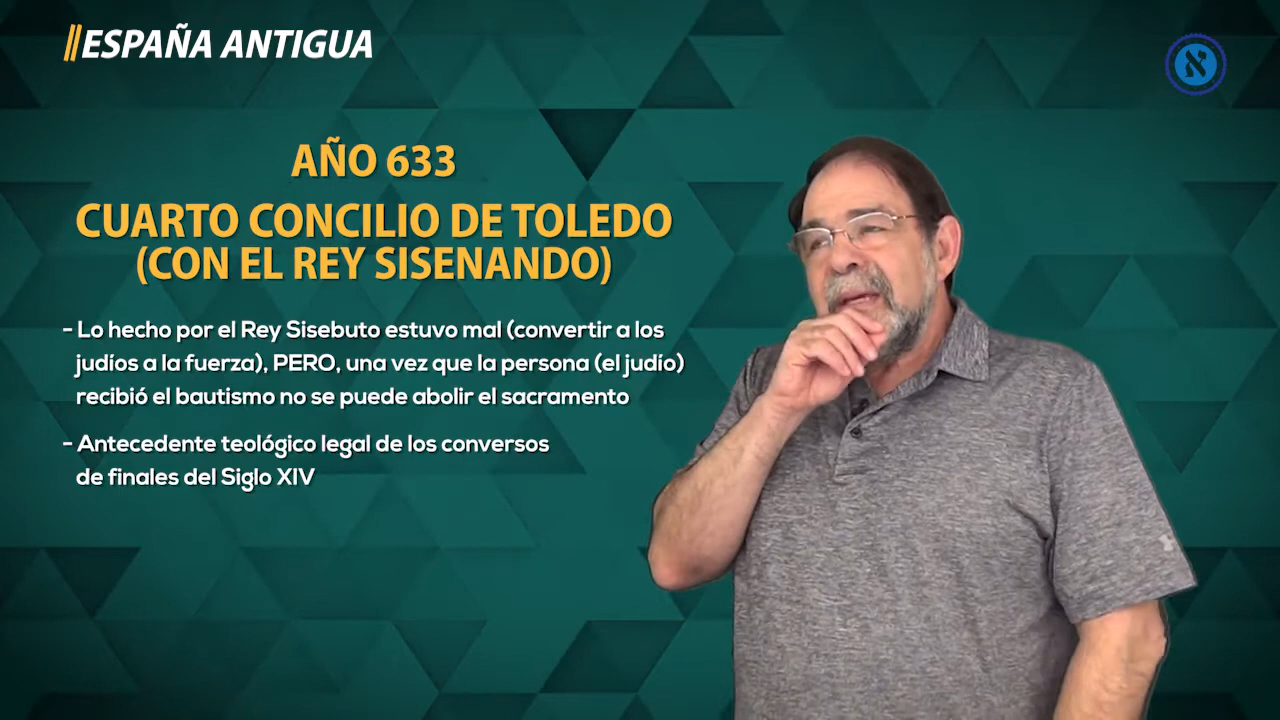 //ESPAÑA ANTIGUA
א
AÑO 633
CUARTO CONCILIO DE TOLEDO
(CON EL REY SISENANDO)
- Lo hecho por el Rey Sisebuto estuvo mal (convertir a los
judíos a la fuerza), PERO, una vez que la persona (el judío)
recibió el bautismo no se puede abolir el sacramento
- Antecedente teológico legal de los conversos
de finales del Siglo XIV